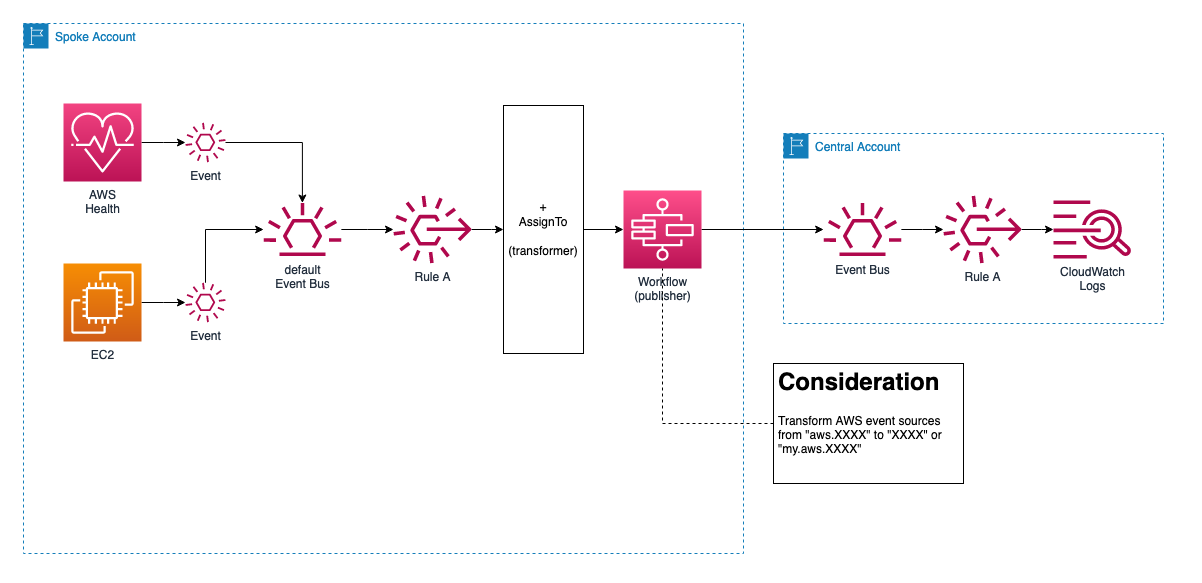 Spoke Account
AWS
Health
Event
EC2
Event
default
Event Bus
Rule A
+
AssignTo
(transformer)
Workflow
(publisher)
Central Account
Event Bus
Rule A
CloudWatch
Logs
Consideration
Transform AWS event sources
from "aws.XXXX" to "XXXX" or
"my.aws.XXXX"